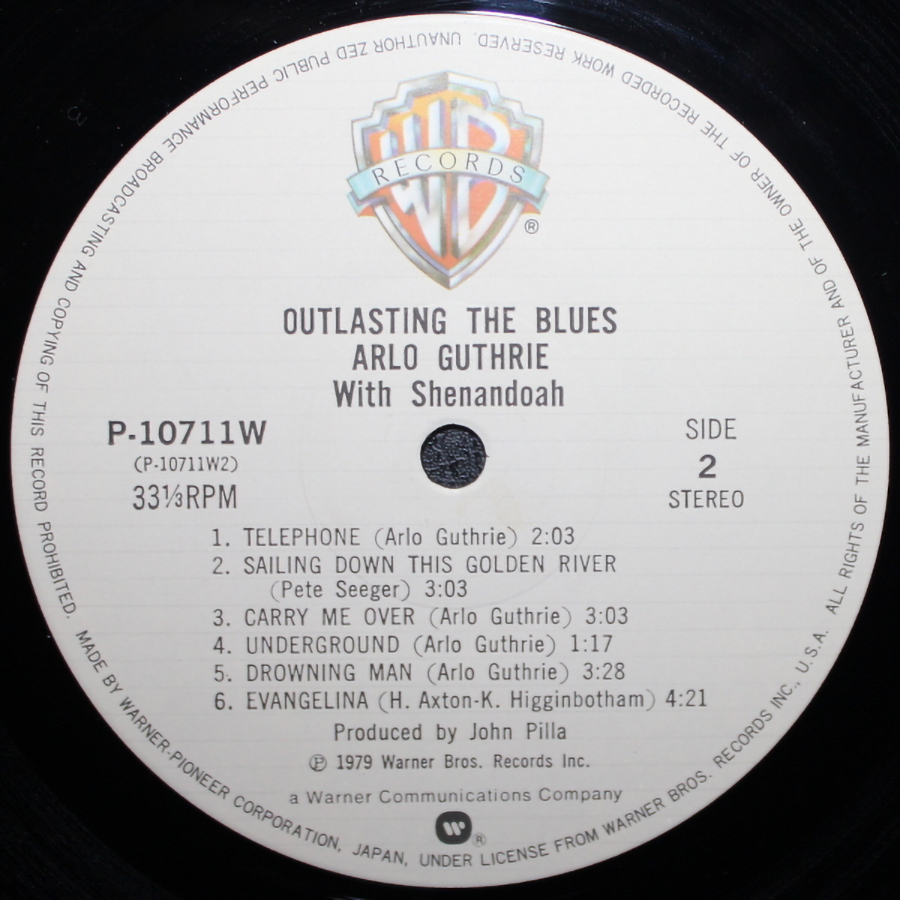 WB
RECORDS
®
OUTLASTING THE BLUES
ARLO GUTHRIE
With Shenandoah
P-10711W
(P-10711W2)
33⅓RPM
SIDE
2
STEREO
1. TELEPHONE (Arlo Guthrie) 2:03
2. SAILING DOWN THIS GOLDEN RIVER
(Pete Seeger) 3:03
3. CARRY ME OVER (Arlo Guthrie) 3:03
4. UNDERGROUND (Arlo Guthrie) 1:17
5. DROWNING MAN (Arlo Guthrie) 3:28
6. EVANGELINA (H. Axton-K. Higginbotham) 4:21
Produced by John Pilla
℗ 1979 Warner Bros. Records Inc.
a Warner Communications Company
W ®
MADE BY WARNER-PIONEER CORPORATION, JAPAN, UNDER LICENSE FROM WARNER BROS. RECORDS INC., U.S.A. ALL RIGHTS OF THE MANUFACTURER AND OF THE OWNER OF THE RECORDED WORK RESERVED. UNAUTHOR ZED PUBLIC PERFORMANCE BROADCASTING AND COPYING OF THIS RECORD PROHIBITED.